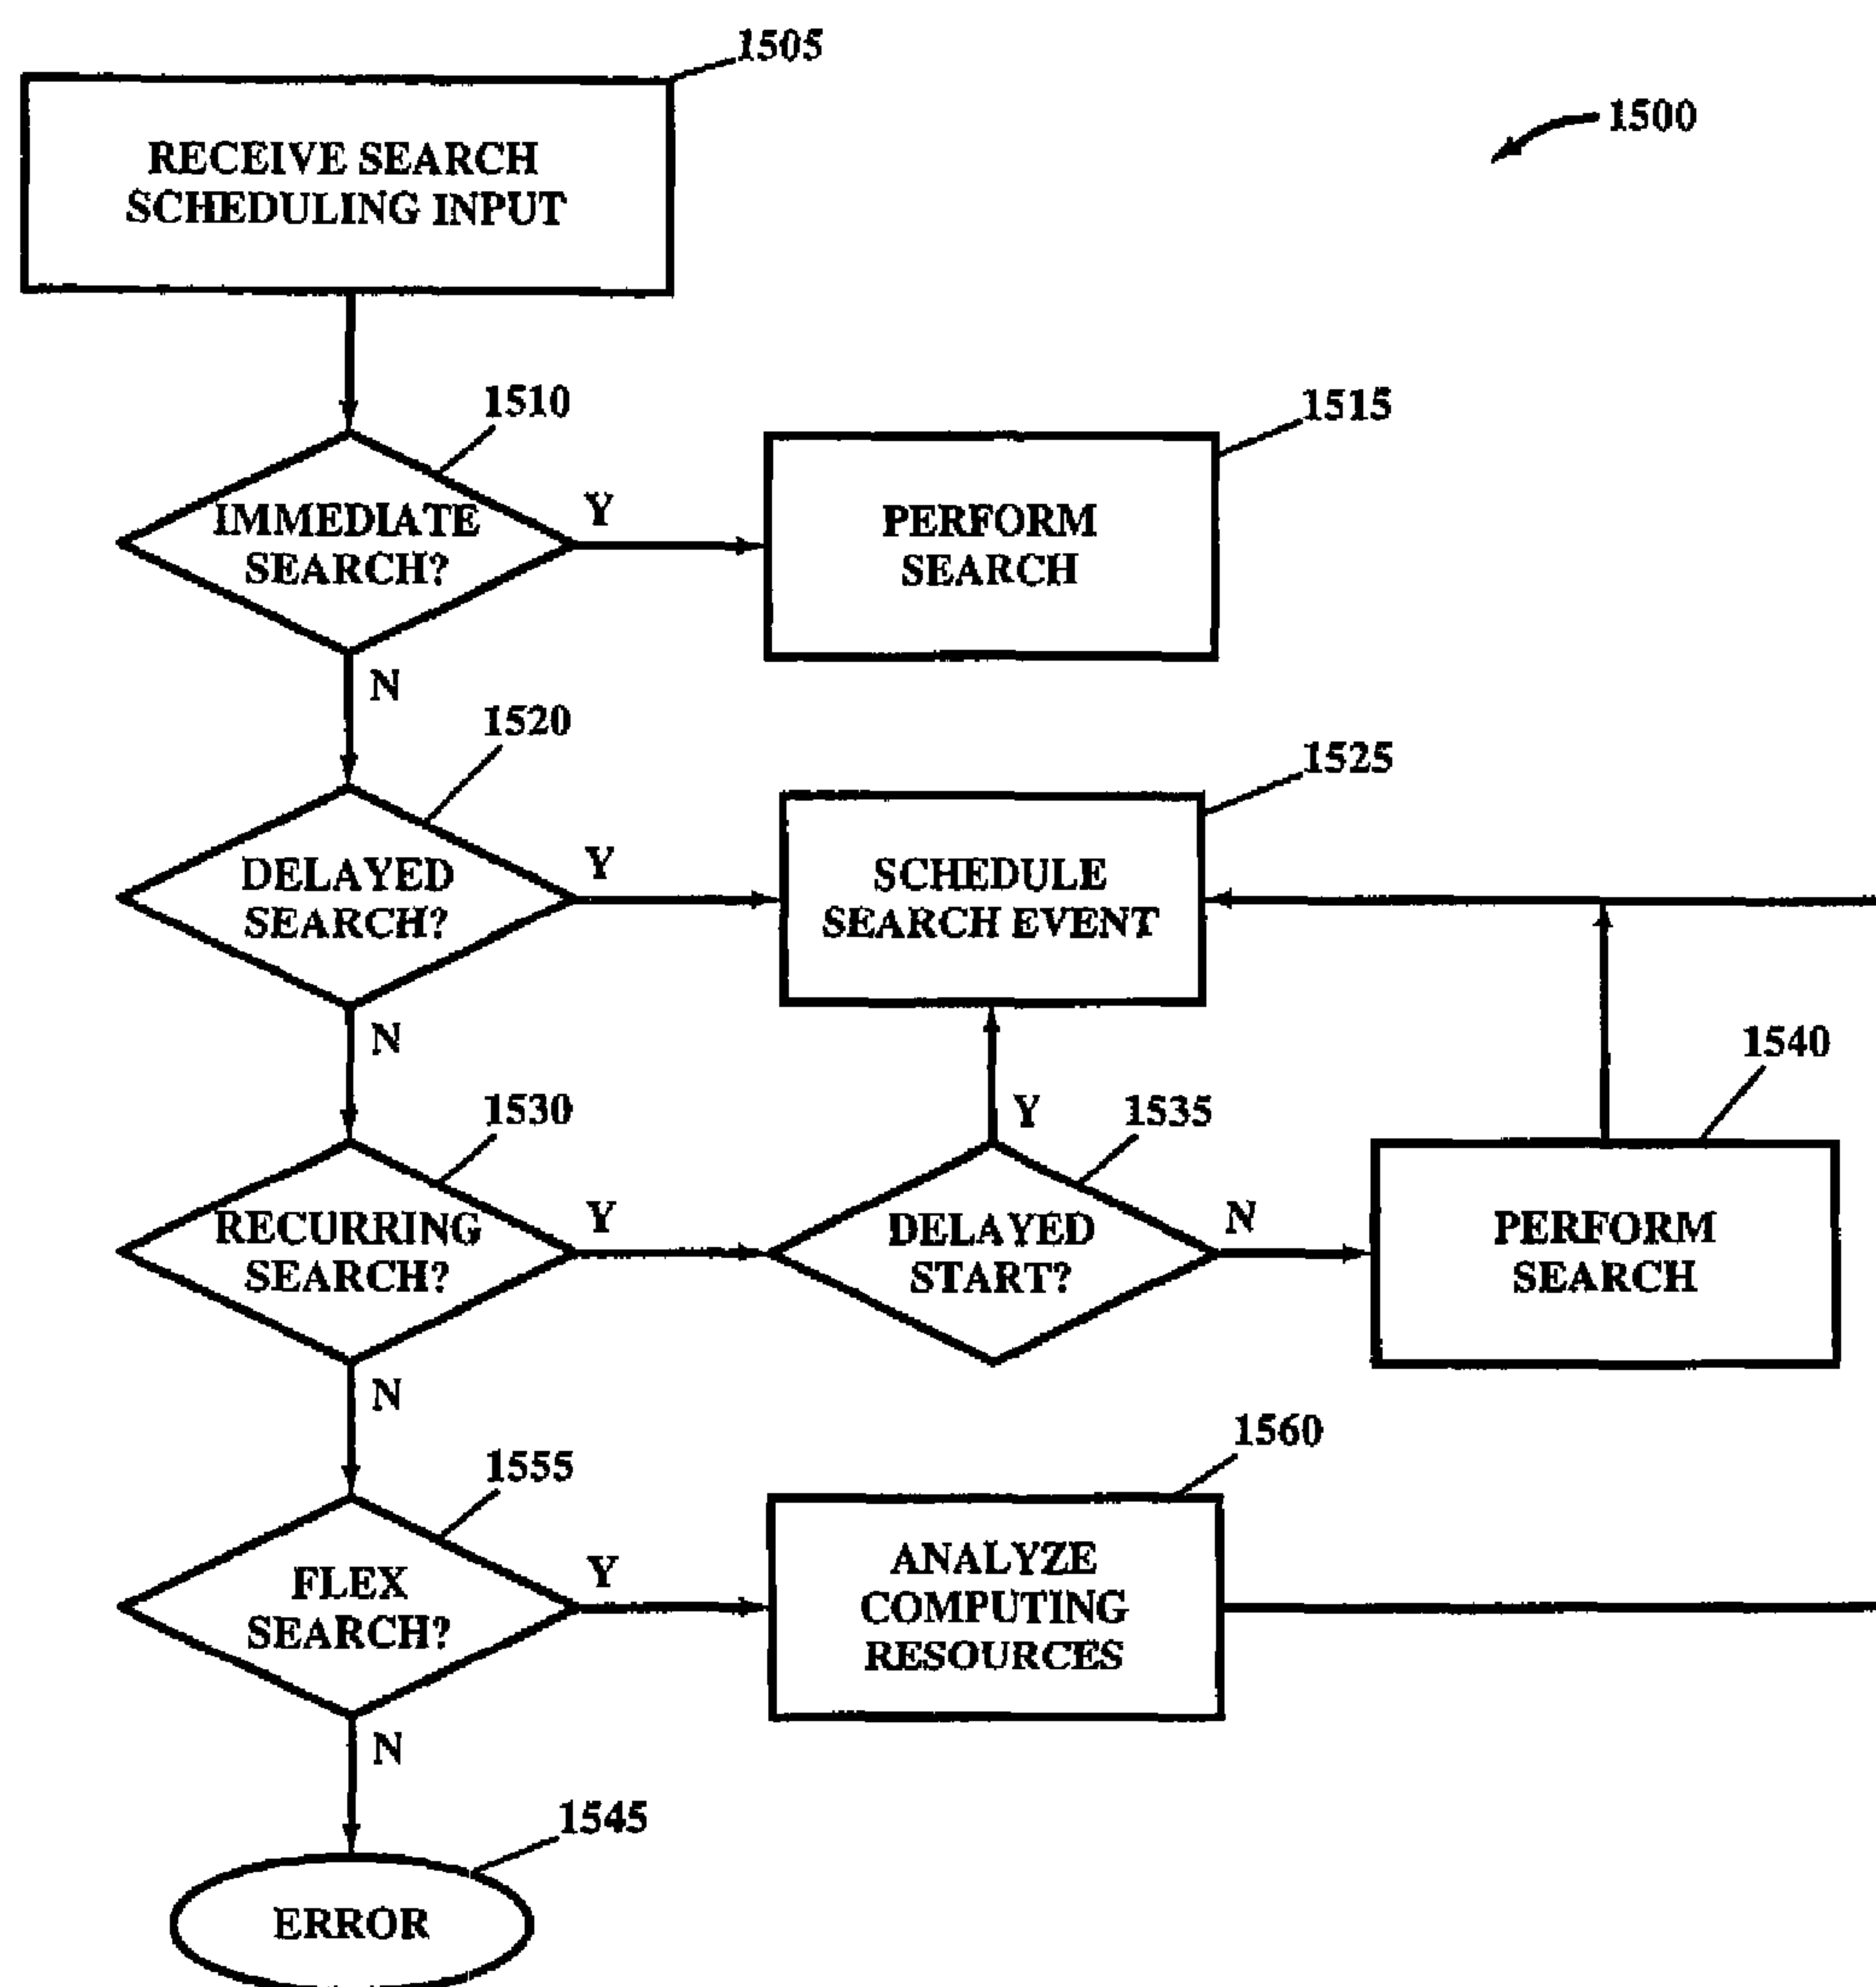 1505
1500
RECEIVE SEARCH
SCHEDULING INPUT
1510
1515
IMMEDIATE
SEARCH?
Y
PERFORM
SEARCH
N
1520
1525
DELAYED
SEARCH?
Y
SCHEDULE
SEARCH EVENT
N
1540
1530
Y
1535
RECURRING
SEARCH?
Y
DELAYED
START?
N
PERFORM
SEARCH
N
1560
1555
FLEX
SEARCH?
Y
ANALYZE
COMPUTING
RESOURCES
N
1545
ERROR